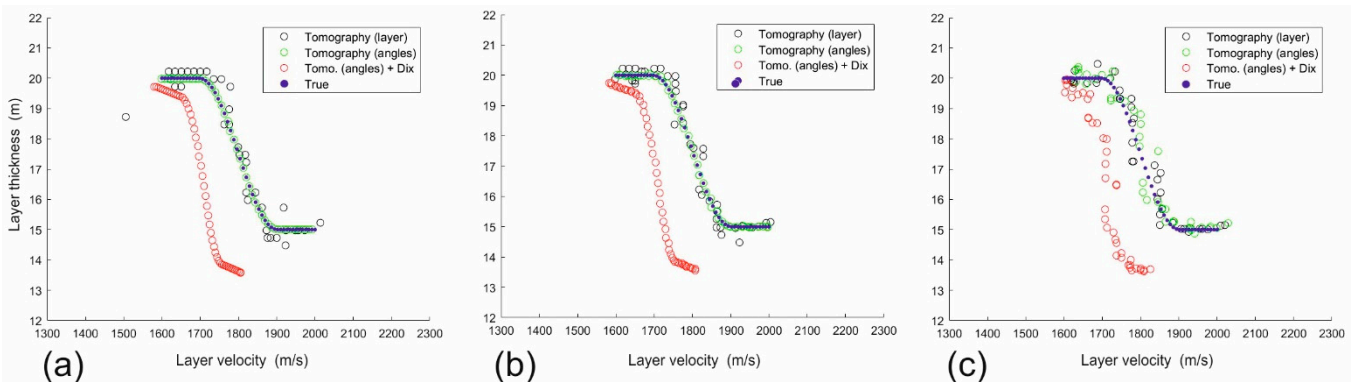 22
21
20
19
18
17
16
15
14
13
12
Layer thickness (m)
Tomography (layer)
Tomography (angles)
Tomo. (angles) + Dix
True
1300 1400 1500 1600 1700 1800 1900 2000 2100 2200 2300
(a) Layer velocity (m/s)
22
21
20
19
18
17
16
15
14
13
12
Tomography (layer)
Tomography (angles)
Tomo. (angles) + Dix
True
1300 1400 1500 1600 1700 1800 1900 2000 2100 2200 2300
(b) Layer velocity (m/s)
22
21
20
19
18
17
16
15
14
13
12
Tomography (layer)
Tomography (angles)
Tomo. (angles) + Dix
True
1300 1400 1500 1600 1700 1800 1900 2000 2100 2200 2300
(c) Layer velocity (m/s)